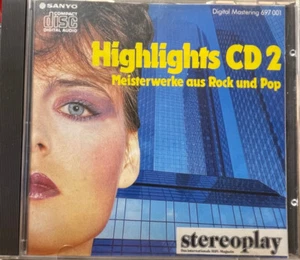 SANYO
COMPACT
disc
DIGITAL AUDIO
Digital Mastering 697 001
Highlights CD 2
Meisterwerke aus Rock und Pop
stereoplay